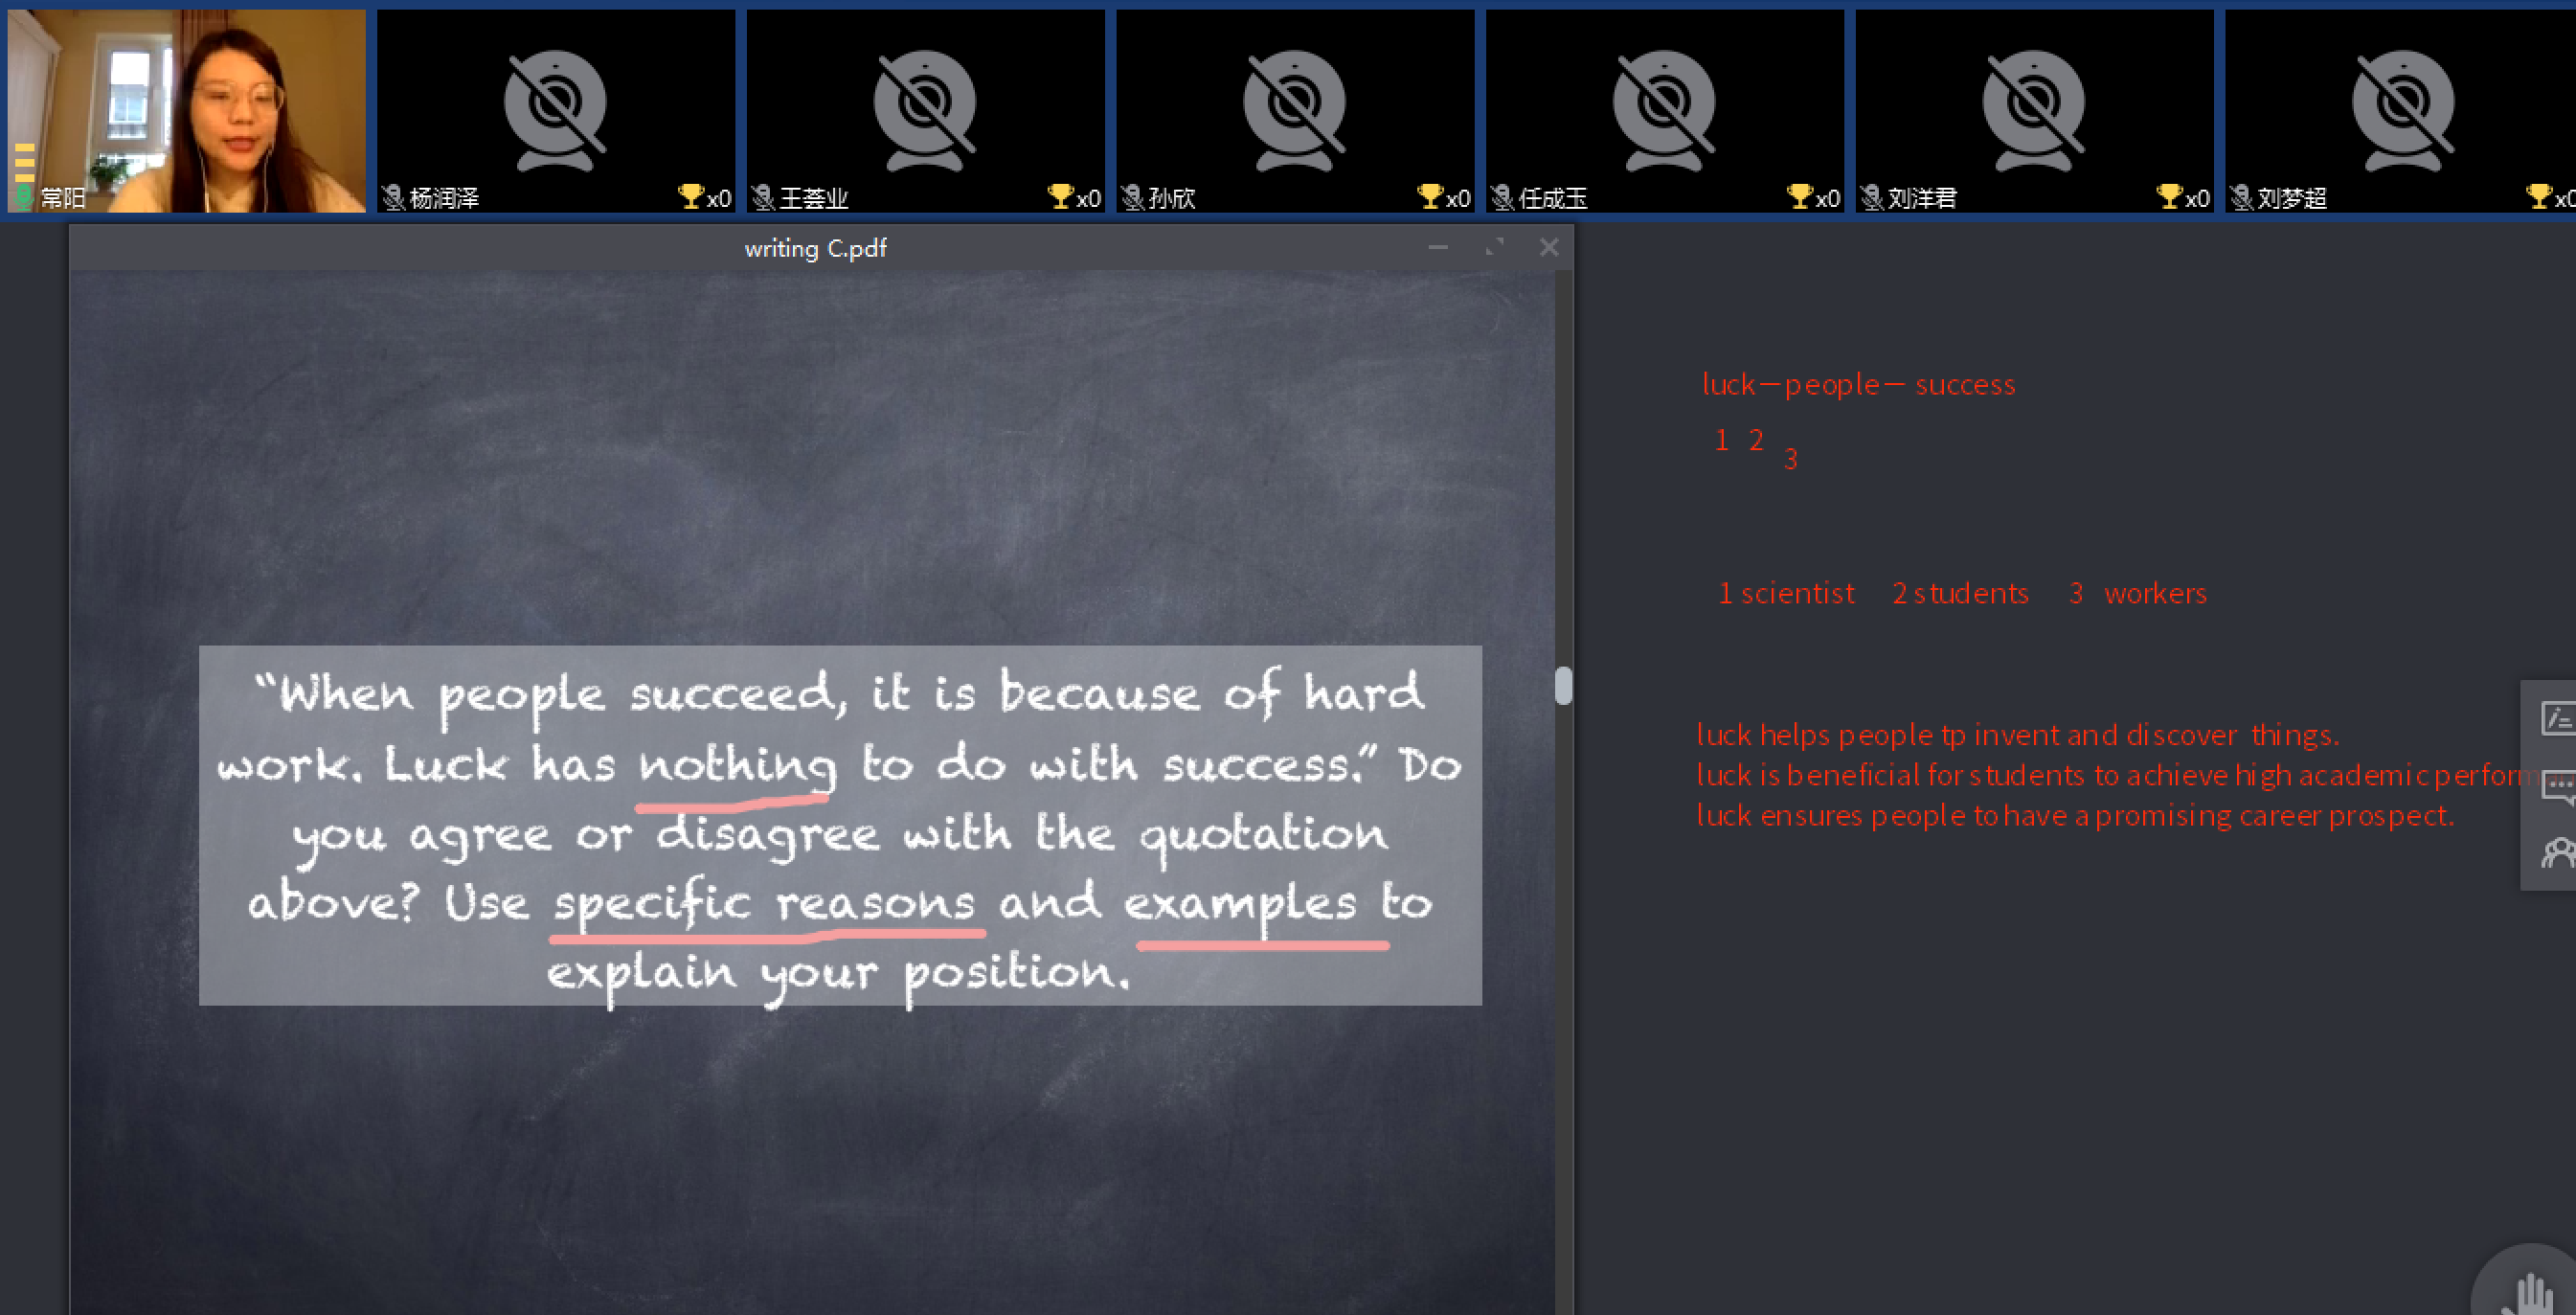 常阳
杨润泽 x0
王荟业 x0
孙欣 x0
任成玉 x0
刘洋君 x0
刘梦超 x0
writing C.pdf
“When people succeed, it is because of hard
work. Luck has nothing to do with success.” Do
you agree or disagree with the quotation
above? Use specific reasons and examples to
explain your position.
luck—people— success
1 2 3
1 scientist 2 students 3 workers
luck helps people tp invent and discover things.
luck is beneficial for students to achieve high academic perform
luck ensures people to have a promising career prospect.